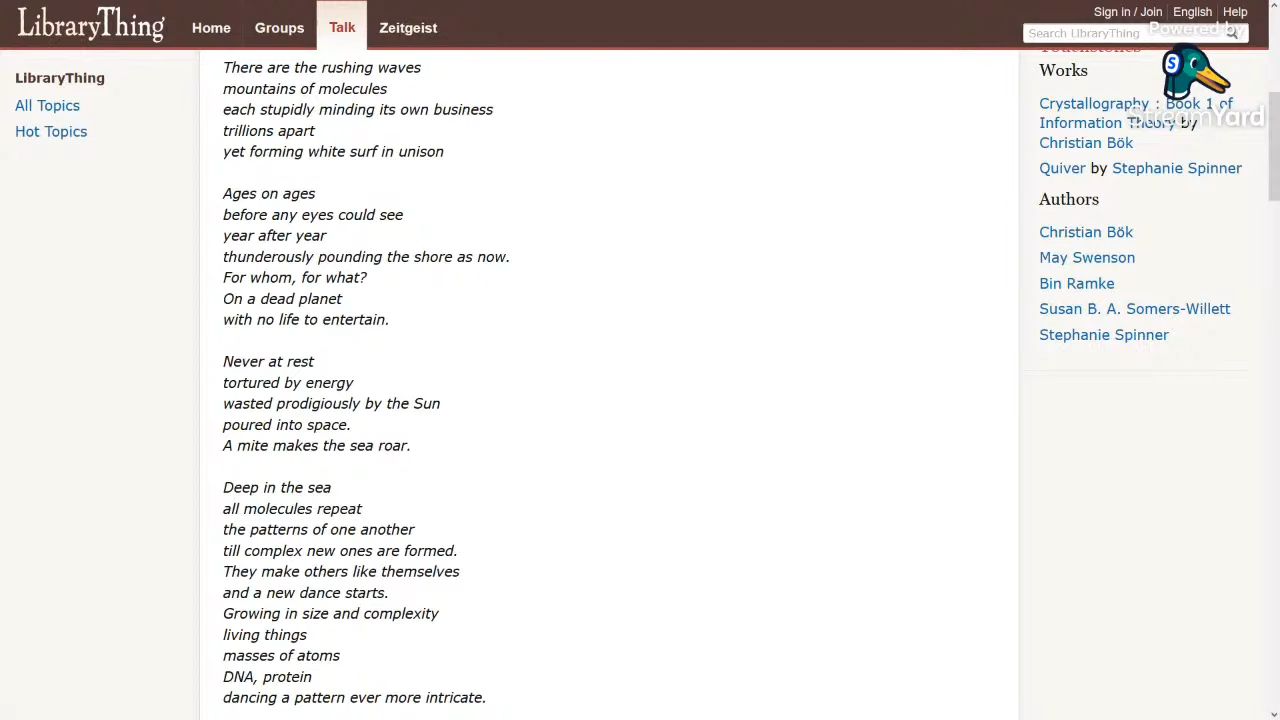 LibraryThing
Home
Groups
Talk
Zeitgeist
Sign in / Join
English
Help
Search LibraryThing
Powered by
StreamYard
LibraryThing
All Topics
Hot Topics
There are the rushing waves
mountains of molecules
each stupidly minding its own business
trillions apart
yet forming white surf in unison
Ages on ages
before any eyes could see
year after year
thunderously pounding the shore as now.
For whom, for what?
On a dead planet
with no life to entertain.
Never at rest
tortured by energy
wasted prodigiously by the Sun
poured into space.
A mite makes the sea roar.
Deep in the sea
all molecules repeat
the patterns of one another
till complex new ones are formed.
They make others like themselves
and a new dance starts.
Growing in size and complexity
living things
masses of atoms
DNA, protein
dancing a pattern ever more intricate.
Touchstones
Works
Crystallography : Book 1 of
Information Theory by
Christian Bök
Quiver by Stephanie Spinner
Authors
Christian Bök
May Swenson
Bin Ramke
Susan B. A. Somers-Willett
Stephanie Spinner